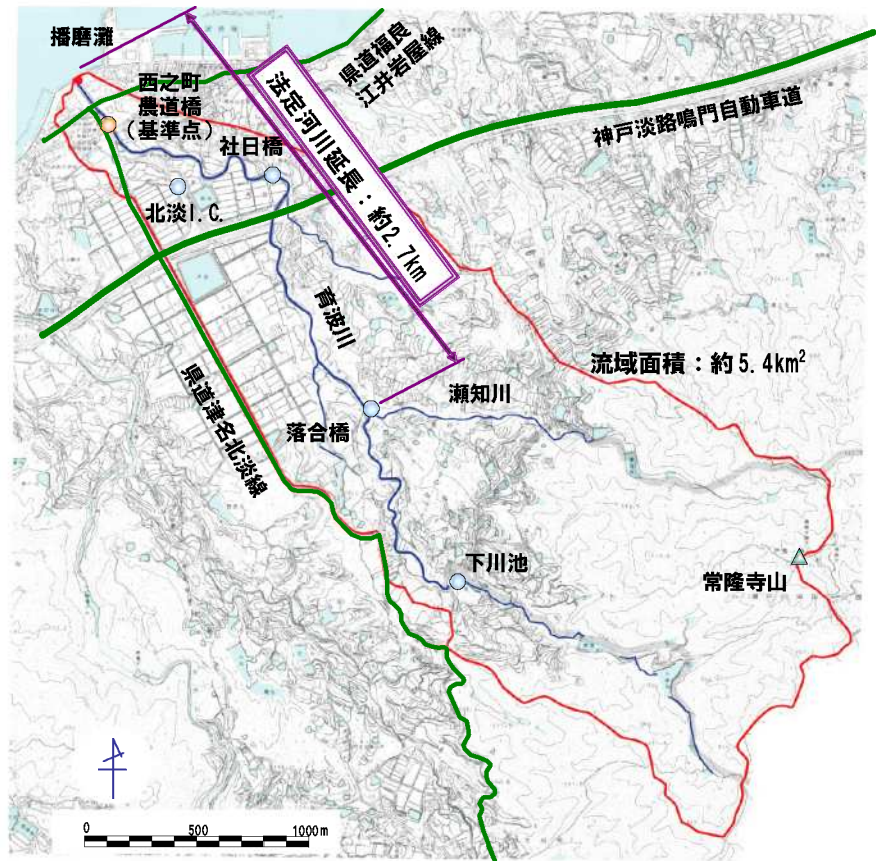 播磨灘
県道福良
江井岩屋線
西之町
農道橋
(基準点)
社日橋
法定河川延長：約2.7km
神戸淡路鳴門自動車道
北淡I.C.
育波川
流域面積：約5.4km²
瀬知川
県道津名北淡線
落合橋
下川池
常隆寺山
0 500 1000m